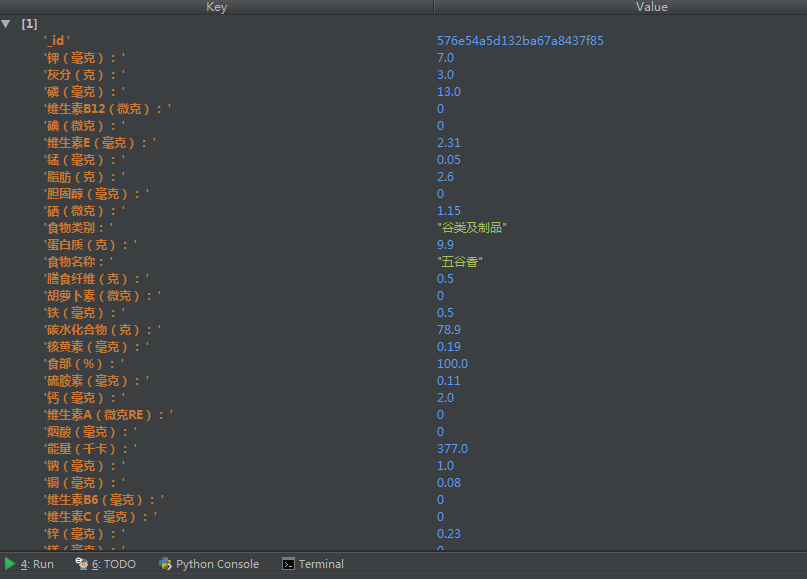 Key Value
[1]
'_id ' 576e54a5d132ba67a8437f85
'钾（毫克）：' 7.0
'灰分（克）：' 3.0
'磷（毫克）：' 13.0
'维生素B12（微克）：' 0
'碘（微克）：' 0
'维生素E（毫克）：' 2.31
'锰（毫克）：' 0.05
'脂肪（克）：' 2.6
'胆固醇（毫克）：' 0
'硒（微克）：' 1.15
'食物类别：' "谷类及制品"
'蛋白质（克）：' 9.9
'食物名称：' "五谷香"
'膳食纤维（克）：' 0.5
'胡萝卜素（微克）：' 0
'铁（毫克）：' 0.5
'碳水化合物（克）：' 78.9
'核黄素（毫克）：' 0.19
'食部（%）：' 100.0
'硫胺素（毫克）：' 0.11
'钙（毫克）：' 2.0
'维生素A（微克RE）：' 0
'烟酸（毫克）：' 0
'能量（千卡）：' 377.0
'钠（毫克）：' 1.0
'铜（毫克）：' 0.08
'维生素B6（毫克）：' 0
'维生素C（毫克）：' 0
'锌（毫克）：' 0.23
'镁（毫克）：' 0
4: Run 6: TODO Python Console Terminal